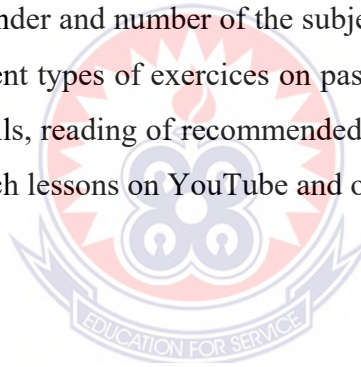 nder and number of the subje
ent types of exercices on pas
lls, reading of recommended
ch lessons on YouTube and o
EDUCATION FOR SERVICE